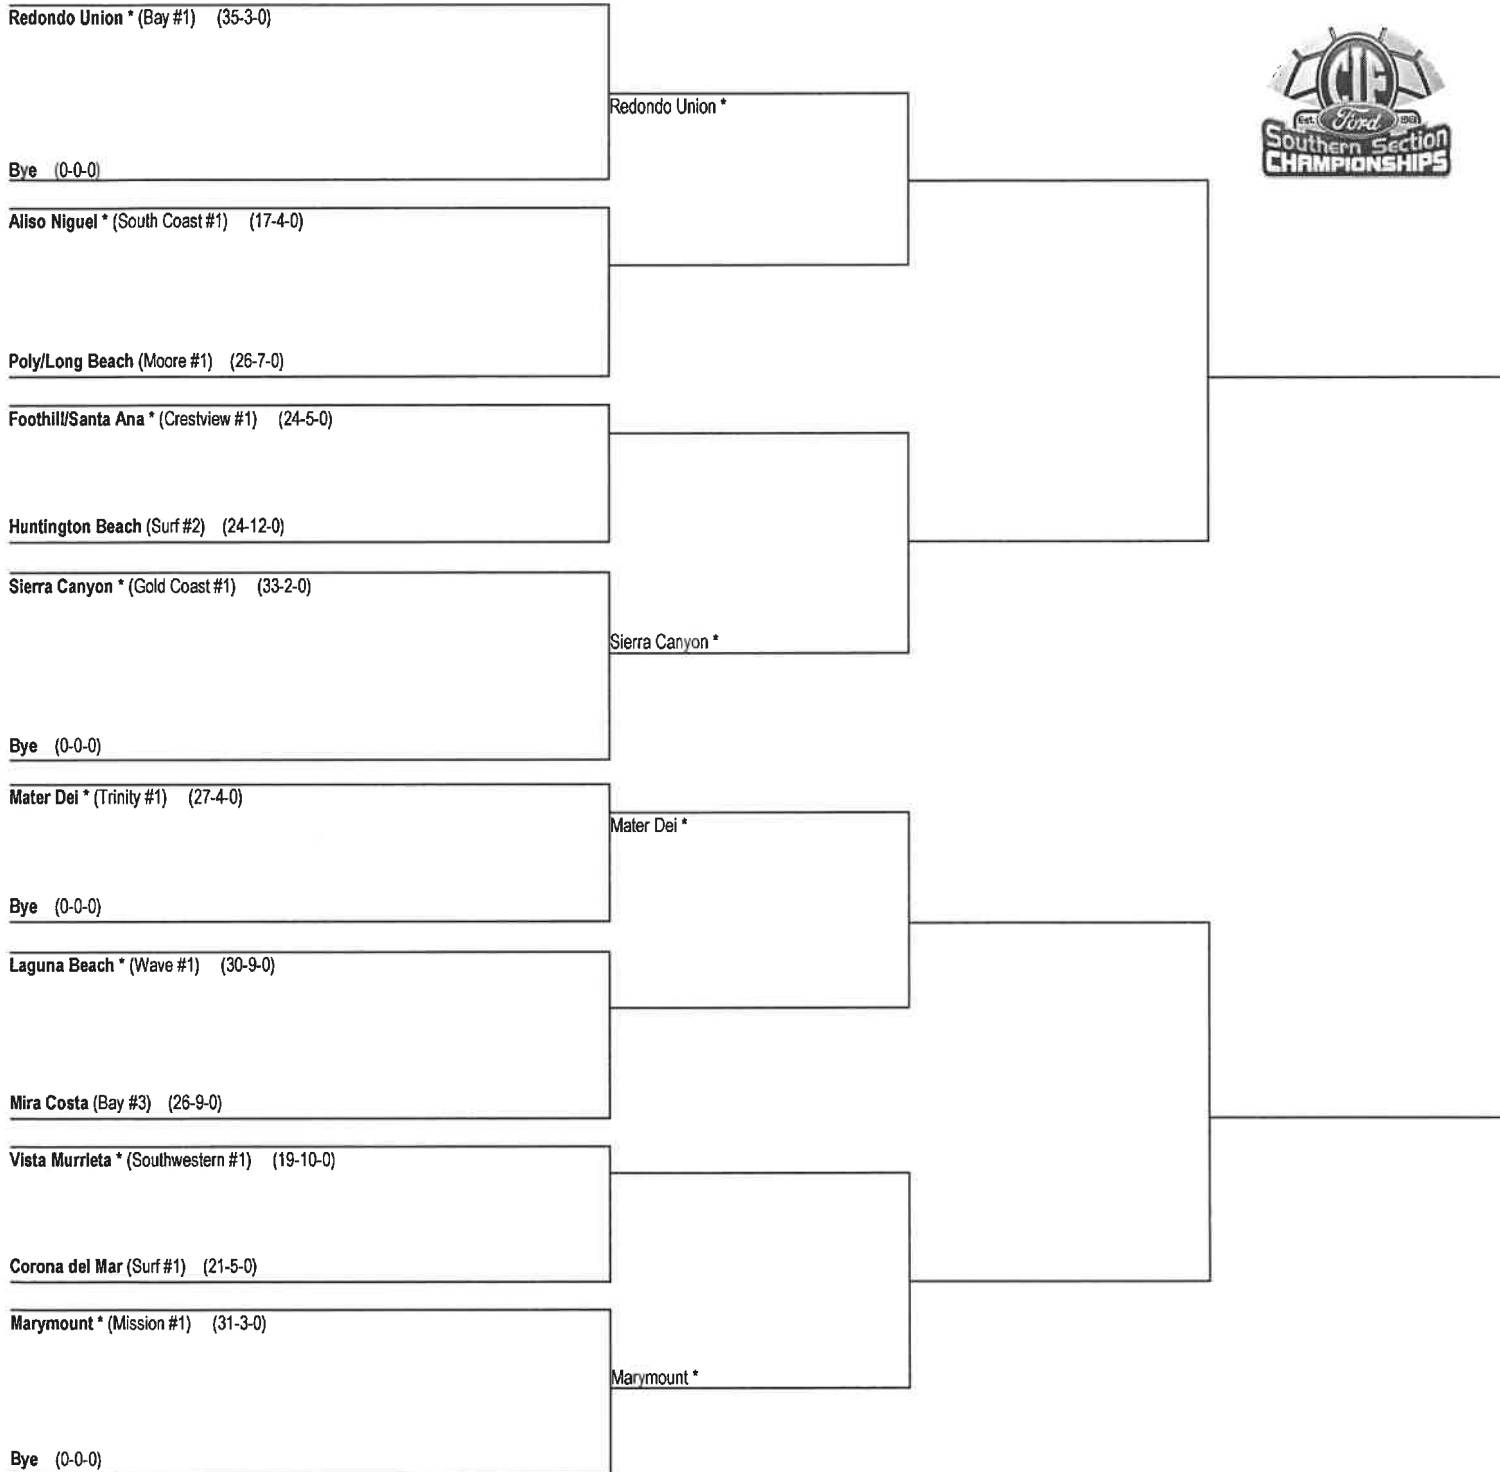 Redondo Union * (Bay #1) (35-3-0)
CIF
Est. 1913
Ford
Southern Section
CHAMPIONSHIPS
Redondo Union *
Bye (0-0-0)
Aliso Niguel * (South Coast #1) (17-4-0)
Poly/Long Beach (Moore #1) (26-7-0)
Foothill/Santa Ana * (Crestview #1) (24-5-0)
Huntington Beach (Surf #2) (24-12-0)
Sierra Canyon * (Gold Coast #1) (33-2-0)
Sierra Canyon *
Bye (0-0-0)
Mater Dei * (Trinity #1) (27-4-0)
Mater Dei *
Bye (0-0-0)
Laguna Beach * (Wave #1) (30-9-0)
Mira Costa (Bay #3) (26-9-0)
Vista Murrieta * (Southwestern #1) (19-10-0)
Corona del Mar (Surf #1) (21-5-0)
Marymount * (Mission #1) (31-3-0)
Marymount *
Bye (0-0-0)